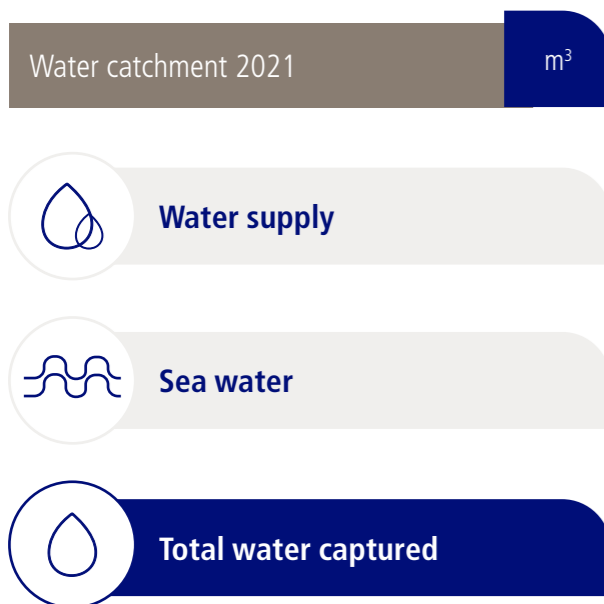 Water catchment 2021
m³
Water supply
Sea water
Total water captured